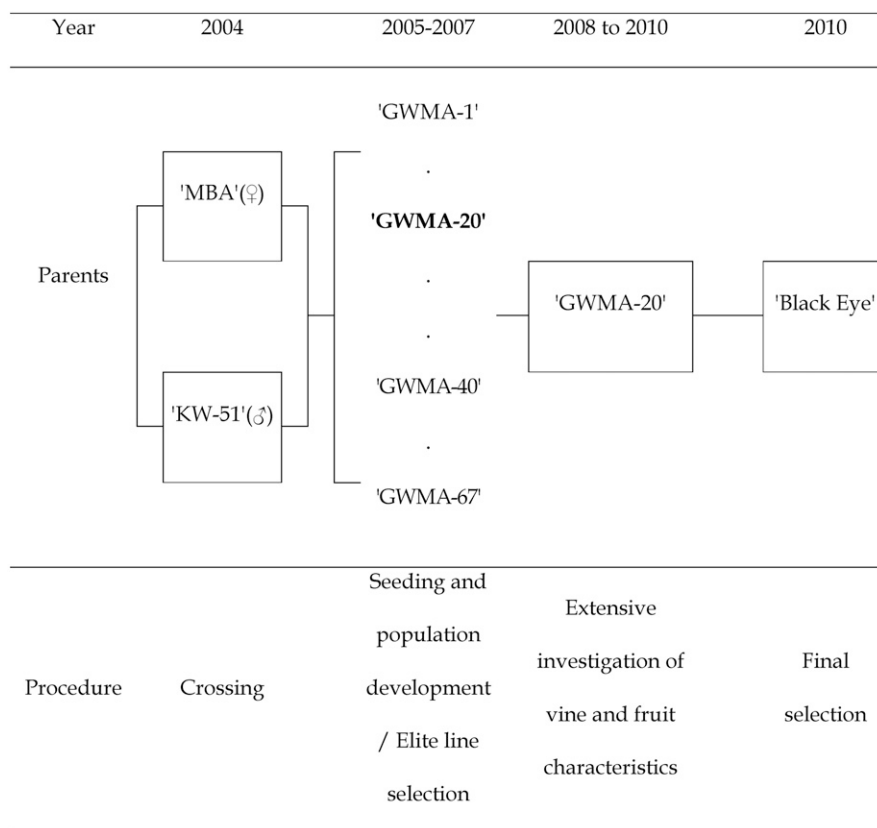 Year 2004 2005-2007 2008 to 2010 2010
'GWMA-1'
.
'MBA'(♀)
'GWMA-20'
Parents
.
'GWMA-20' 'Black Eye'
.
'GWMA-40'
'KW-51'(♂)
.
'GWMA-67'
Procedure
Crossing
Seeding and
population
development
/ Elite line
selection
Extensive
investigation of
vine and fruit
characteristics
Final
selection